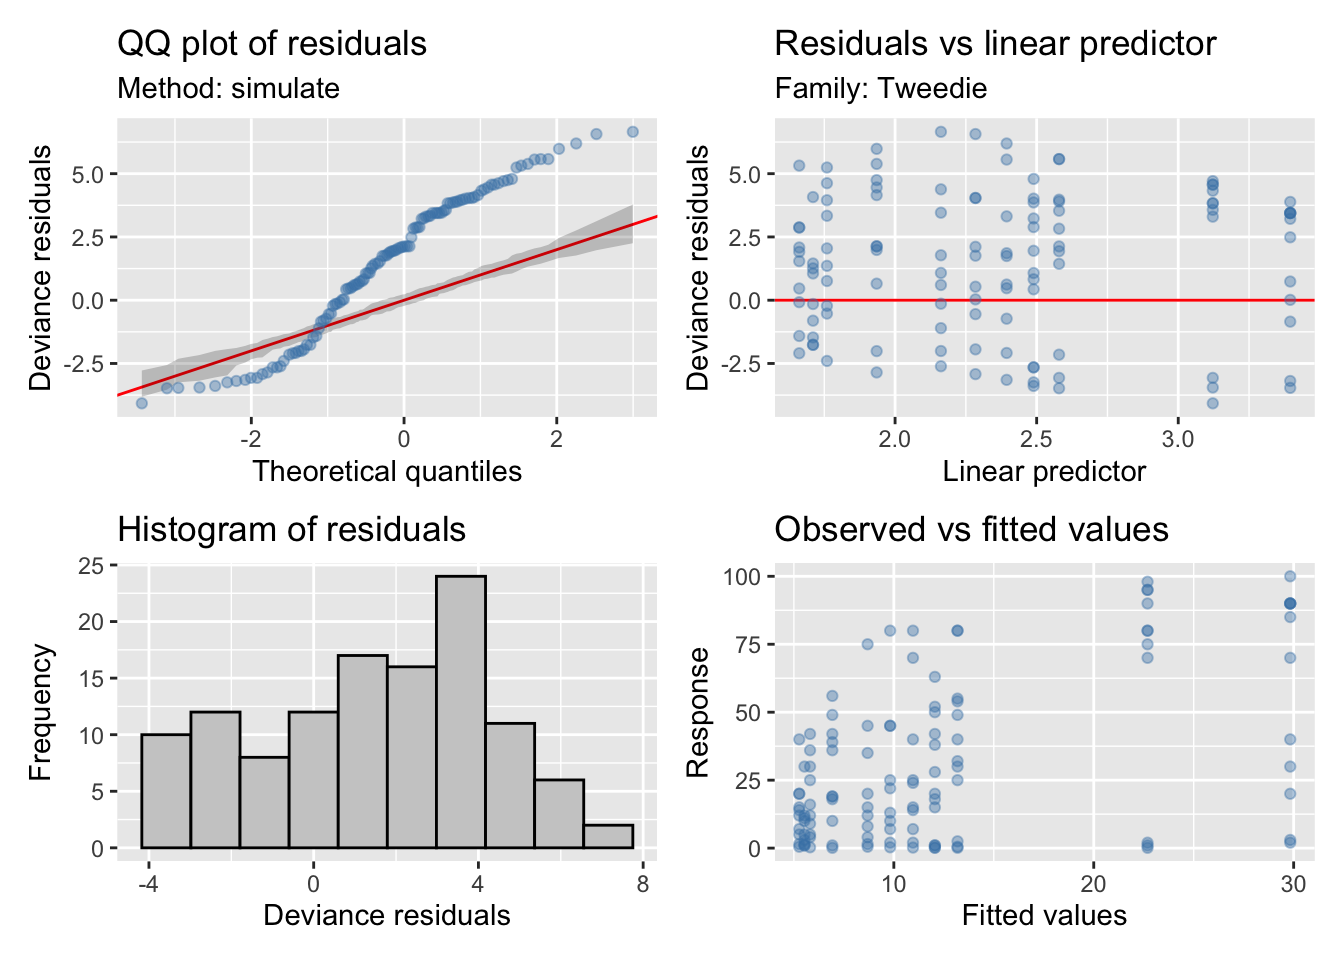 QQ plot of residuals
Method: simulate
Deviance residuals
5.0
2.5
0.0
-2.5
-2
0
2
Theoretical quantiles
Residuals vs linear predictor
Family: Tweedie
Deviance residuals
5.0
2.5
0.0
-2.5
2.0
2.5
3.0
Linear predictor
Histogram of residuals
Frequency
25
20
15
10
5
0
-4
0
4
8
Deviance residuals
Observed vs fitted values
Response
100
75
50
25
0
10
20
30
Fitted values